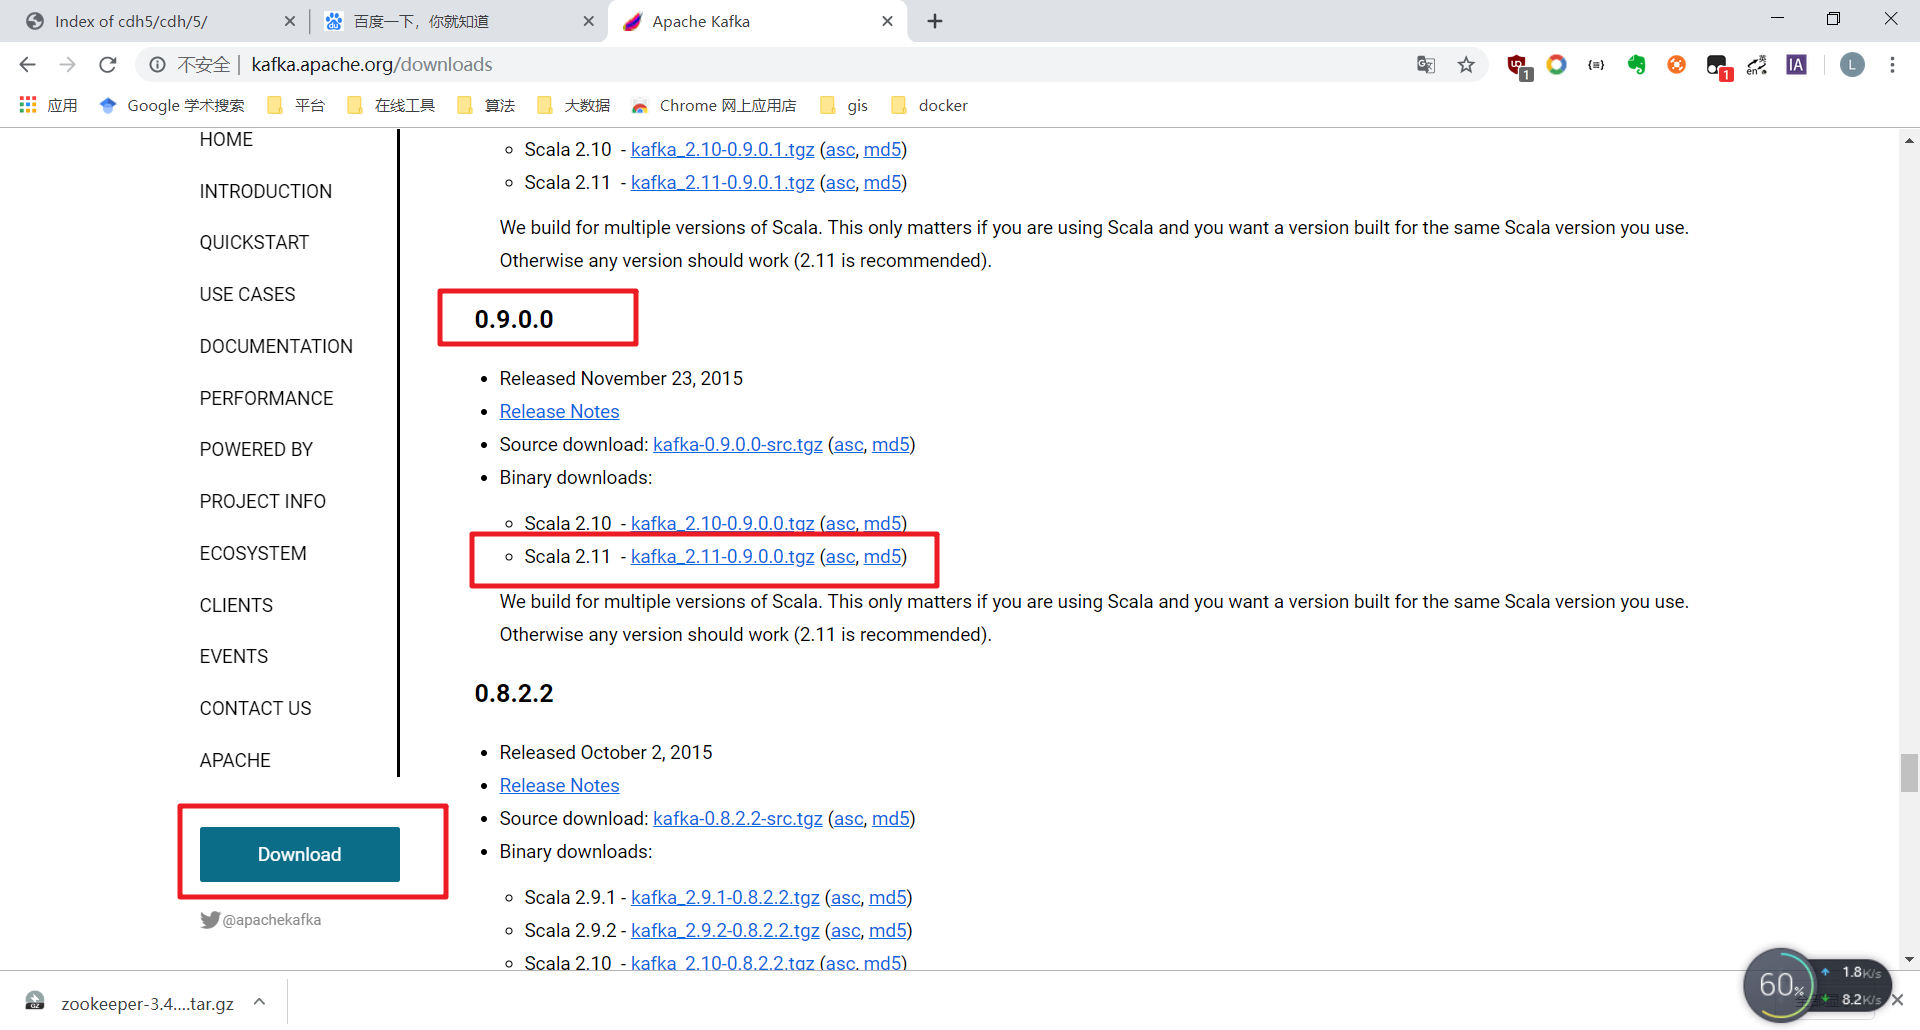 Index of cdh5/cdh/5/
百度一下，你就知道
Apache Kafka
不安全 | kafka.apache.org/downloads
1
en
英
IA
L
应用
Google 学术搜索
平台
在线工具
算法
大数据
Chrome 网上应用店
gis
docker
HOME
INTRODUCTION
QUICKSTART
USE CASES
DOCUMENTATION
PERFORMANCE
POWERED BY
PROJECT INFO
ECOSYSTEM
CLIENTS
EVENTS
CONTACT US
APACHE
Download
@apachekafka
Scala 2.10 - kafka_2.10-0.9.0.1.tgz (asc, md5)
Scala 2.11 - kafka_2.11-0.9.0.1.tgz (asc, md5)
We build for multiple versions of Scala. This only matters if you are using Scala and you want a version built for the same Scala version you use.
Otherwise any version should work (2.11 is recommended).
0.9.0.0
Released November 23, 2015
Release Notes
Source download: kafka-0.9.0.0-src.tgz (asc, md5)
Binary downloads:
Scala 2.10 - kafka_2.10-0.9.0.0.tgz (asc, md5)
Scala 2.11 - kafka_2.11-0.9.0.0.tgz (asc, md5)
We build for multiple versions of Scala. This only matters if you are using Scala and you want a version built for the same Scala version you use.
Otherwise any version should work (2.11 is recommended).
0.8.2.2
Released October 2, 2015
Release Notes
Source download: kafka-0.8.2.2-src.tgz (asc, md5)
Binary downloads:
Scala 2.9.1 - kafka_2.9.1-0.8.2.2.tgz (asc, md5)
Scala 2.9.2 - kafka_2.9.2-0.8.2.2.tgz (asc, md5)
Scala 2.10 - kafka_2.10-0.8.2.2.tgz (asc, md5)
zookeeper-3.4....tar.gz
60%
1.8K/s
8.2K/s